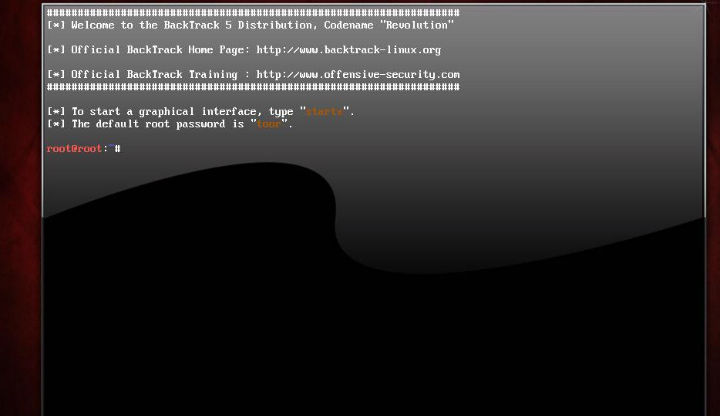 ###################################################################
[*] Welcome to the BackTrack 5 Distribution, Codename "Revolution"
[*] Official BackTrack Home Page: http://www.backtrack-linux.org
[*] Official BackTrack Training : http://www.offensive-security.com
###################################################################
[*] To start a graphical interface, type "startx".
[*] The default root password is "toor".
root@root:~#